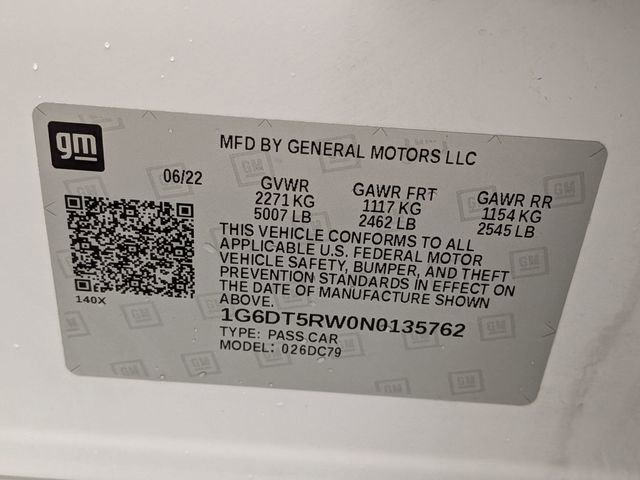 gm
MFD BY GENERAL MOTORS LLC
06/22
GVWR GAWR FRT GAWR RR
2271 KG 1117 KG 1154 KG
5007 LB 2462 LB 2545 LB
THIS VEHICLE CONFORMS TO ALL
APPLICABLE U.S. FEDERAL MOTOR
VEHICLE SAFETY, BUMPER, AND THEFT
PREVENTION STANDARDS IN EFFECT ON
THE DATE OF MANUFACTURE SHOWN
ABOVE.
140X
1G6DT5RW0N0135762
TYPE: PASS CAR
MODEL: 026DC79